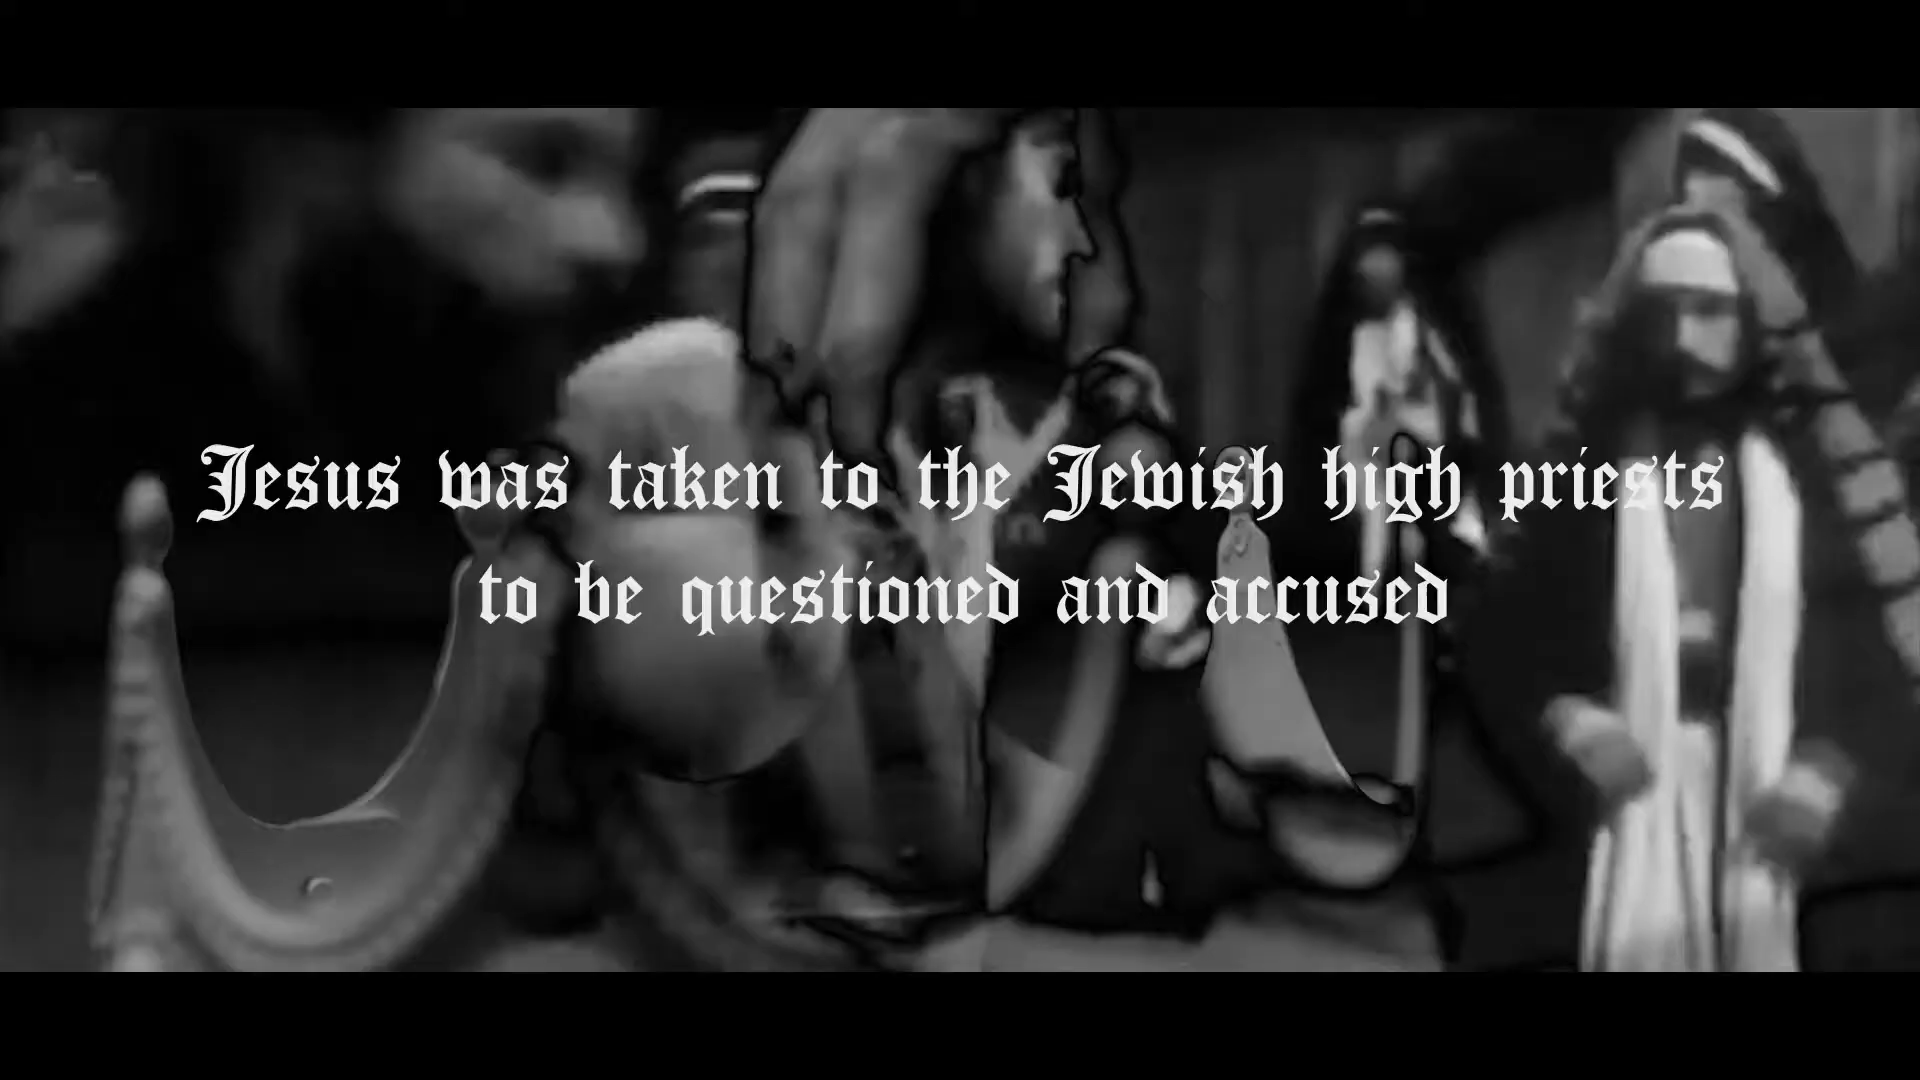 Jesus was taken to the Jewish high priests
to be questioned and accused